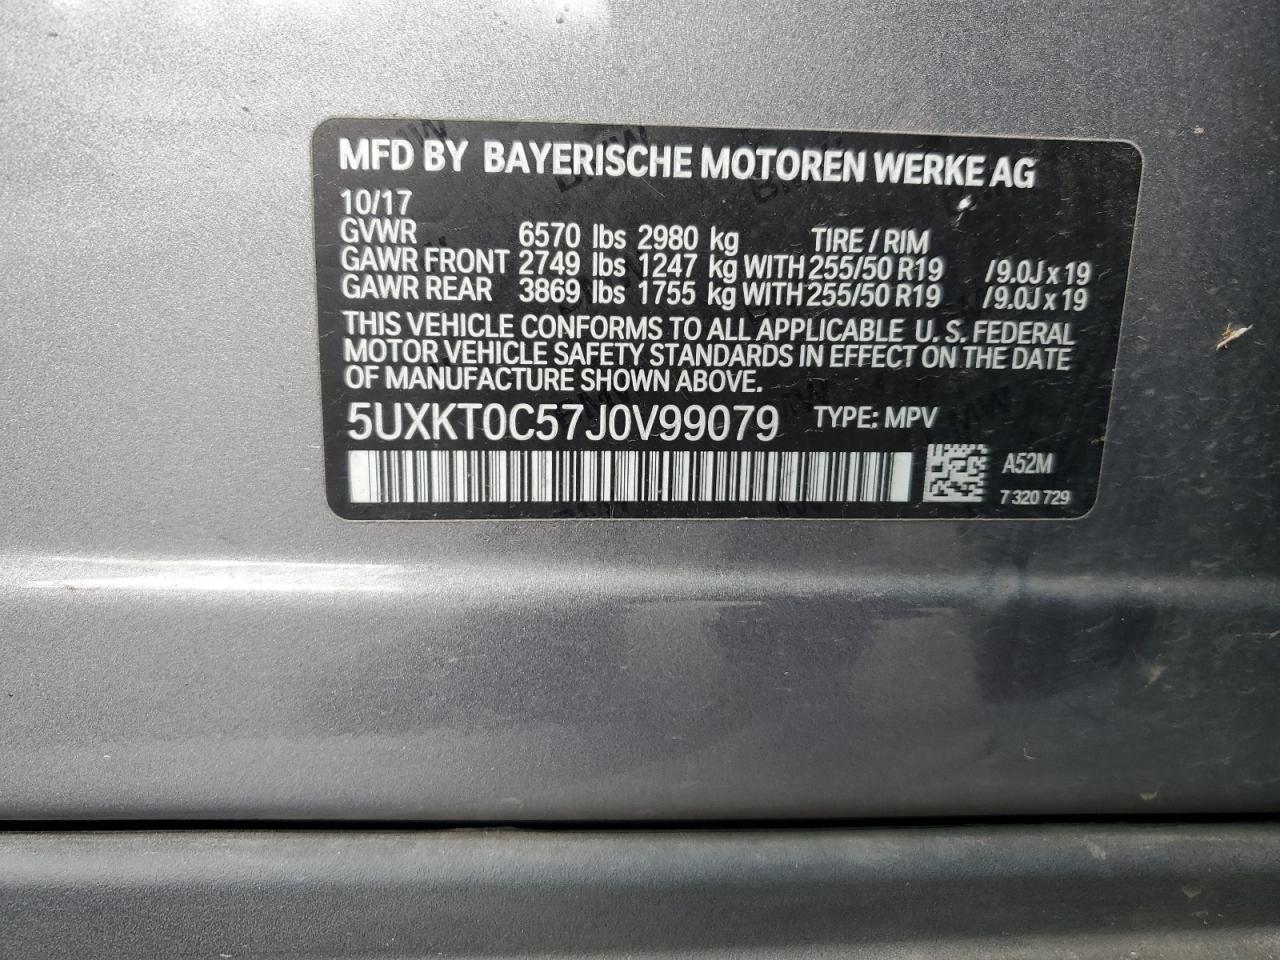 MFD BY BAYERISCHE MOTOREN WERKE AG
10/17
GVWR 6570 lbs 2980 kg TIRE / RIM
GAWR FRONT 2749 lbs 1247 kg WITH 255/50 R19 /9.0J x 19
GAWR REAR 3869 lbs 1755 kg WITH 255/50 R19 /9.0J x 19
THIS VEHICLE CONFORMS TO ALL APPLICABLE U. S. FEDERAL
MOTOR VEHICLE SAFETY STANDARDS IN EFFECT ON THE DATE
OF MANUFACTURE SHOWN ABOVE.
5UXKT0C57J0V99079 TYPE: MPV
A52M
7 320 729